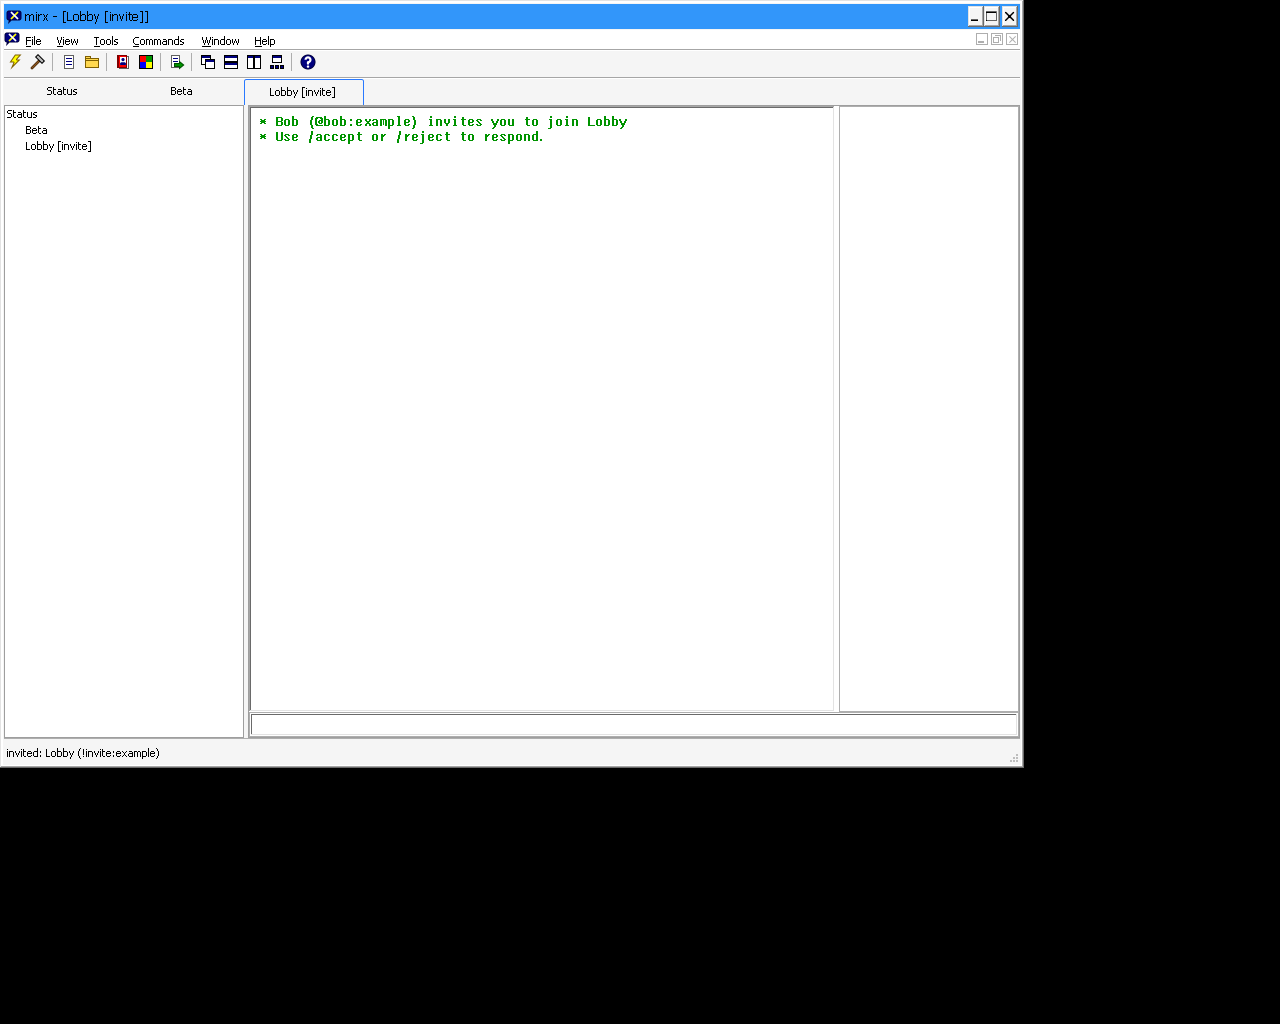 mirx - [Lobby [invite]]
File View Tools Commands Window Help
Status Beta Lobby [invite]
Status
Beta
Lobby [invite]
* Bob (@bob:example) invites you to join Lobby
* Use /accept or /reject to respond.
invited: Lobby (!invite:example)